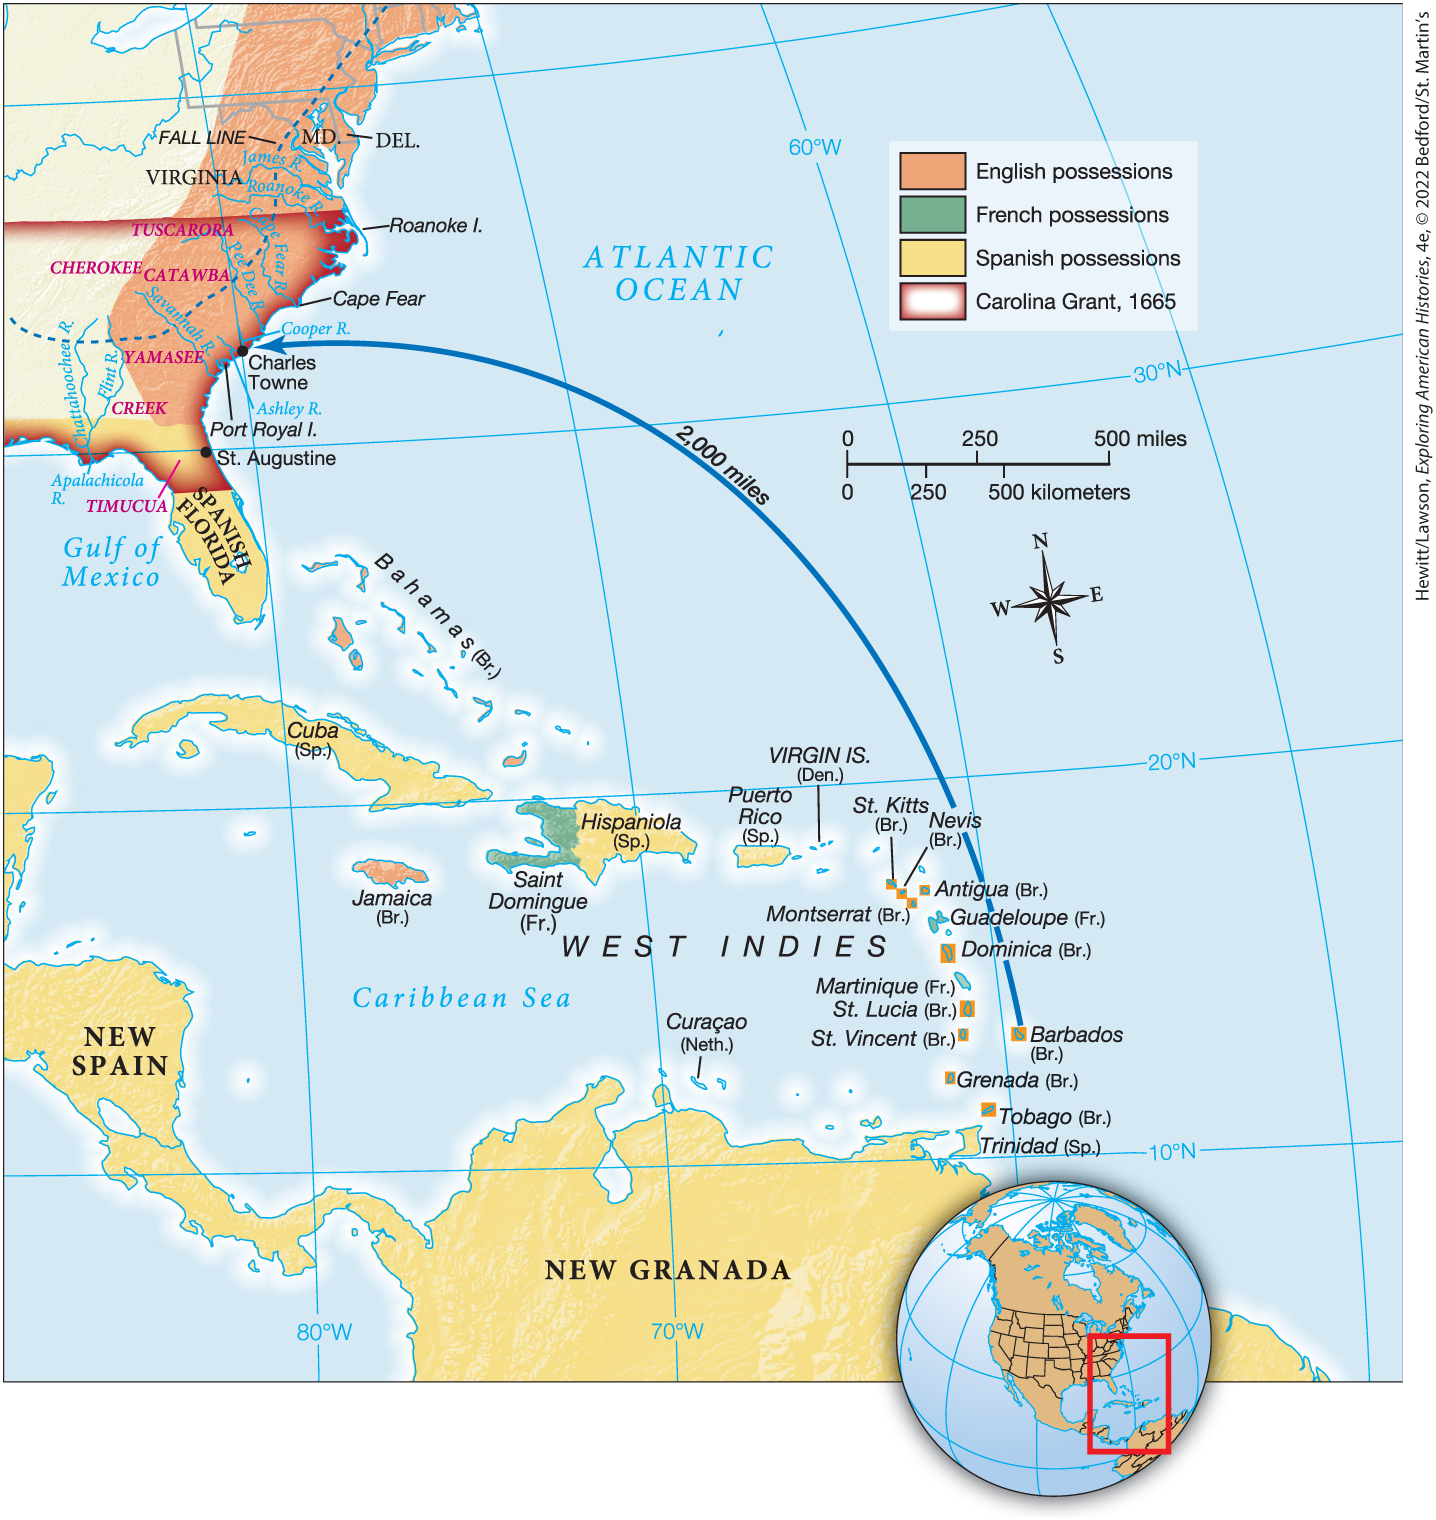 FALL LINE
MD.
DEL.
VIRGINIA
James R.
Roanoke R.
TUSCARORA
Roanoke I.
CHEROKEE
CATAWBA
Cape Fear R.
Pee Dee R.
Cape Fear
Savannah R.
Cooper R.
Chattahoochee R.
Flint R.
YAMASEE
Charles
Towne
CREEK
Ashley R.
Port Royal I.
St. Augustine
Apalachicola
R.
TIMUCUA
SPANISH
FLORIDA
Gulf of
Mexico
60°W
English possessions
French possessions
Spanish possessions
Carolina Grant, 1665
ATLANTIC
OCEAN
30°N
2,000 miles
0 250 500 miles
0 250 500 kilometers
N
W E
S
Bahamas (Br.)
Cuba
(Sp.)
20°N
VIRGIN IS.
(Den.)
Puerto
Rico
(Sp.)
St. Kitts
(Br.)
Nevis
(Br.)
Hispaniola
(Sp.)
Jamaica
(Br.)
Saint
Domingue
(Fr.)
Antigua (Br.)
Montserrat (Br.)
Guadeloupe (Fr.)
WEST INDIES
Dominica (Br.)
Caribbean Sea
Martinique (Fr.)
St. Lucia (Br.)
St. Vincent (Br.)
Curaçao
(Neth.)
Barbados
(Br.)
Grenada (Br.)
Tobago (Br.)
Trinidad (Sp.)
10°N
NEW
SPAIN
NEW GRANADA
80°W
70°W
Hewitt/Lawson, Exploring American Histories, 4e, © 2022 Bedford/St. Martin's